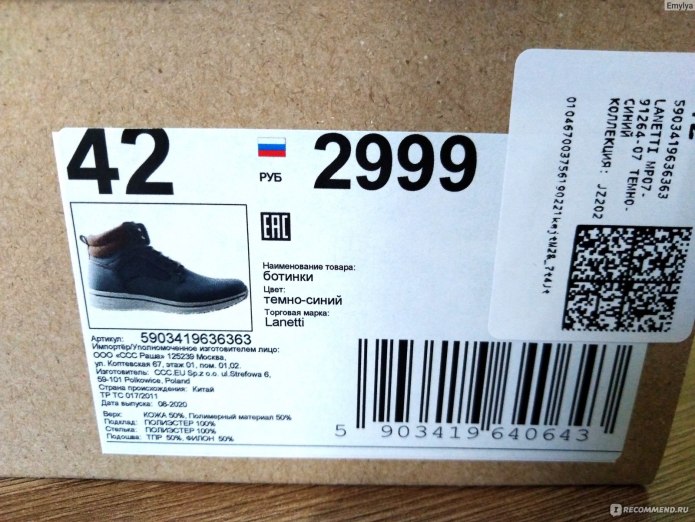 Emylya
42
РУБ
2999
EAC
Наименование товара:
ботинки
Цвет:
темно-синий
Торговая марка:
Lanetti
Артикул: 5903419636363
Импортёр/Уполномоченное изготовителем лицо:
ООО «ССС Раша» 125239 Москва,
ул. Коптевская 67, этаж 01, пом. 01,02.
Изготовитель: CCC.EU Sp.z o.o. ul.Strefowa 6,
59-101 Polkowice, Poland
Страна происхождения: Китай
ТР ТС 017/2011
Дата выпуска: 08-2020
Верх: КОЖА 50%, Полимерный материал 50%
Подклад: ПОЛИЭСТЕР 100%
Стелька: ПОЛИЭСТЕР 100%
Подошва: ТПР 50%, ФИЛОН 50%
5 903419 640643
5903419636363
LANETTI MP07-
91264-07 ТЕМНО-
СИНИЙ
КОЛЛЕКЦИЯ: JZ202
IRECOMMEND.RU